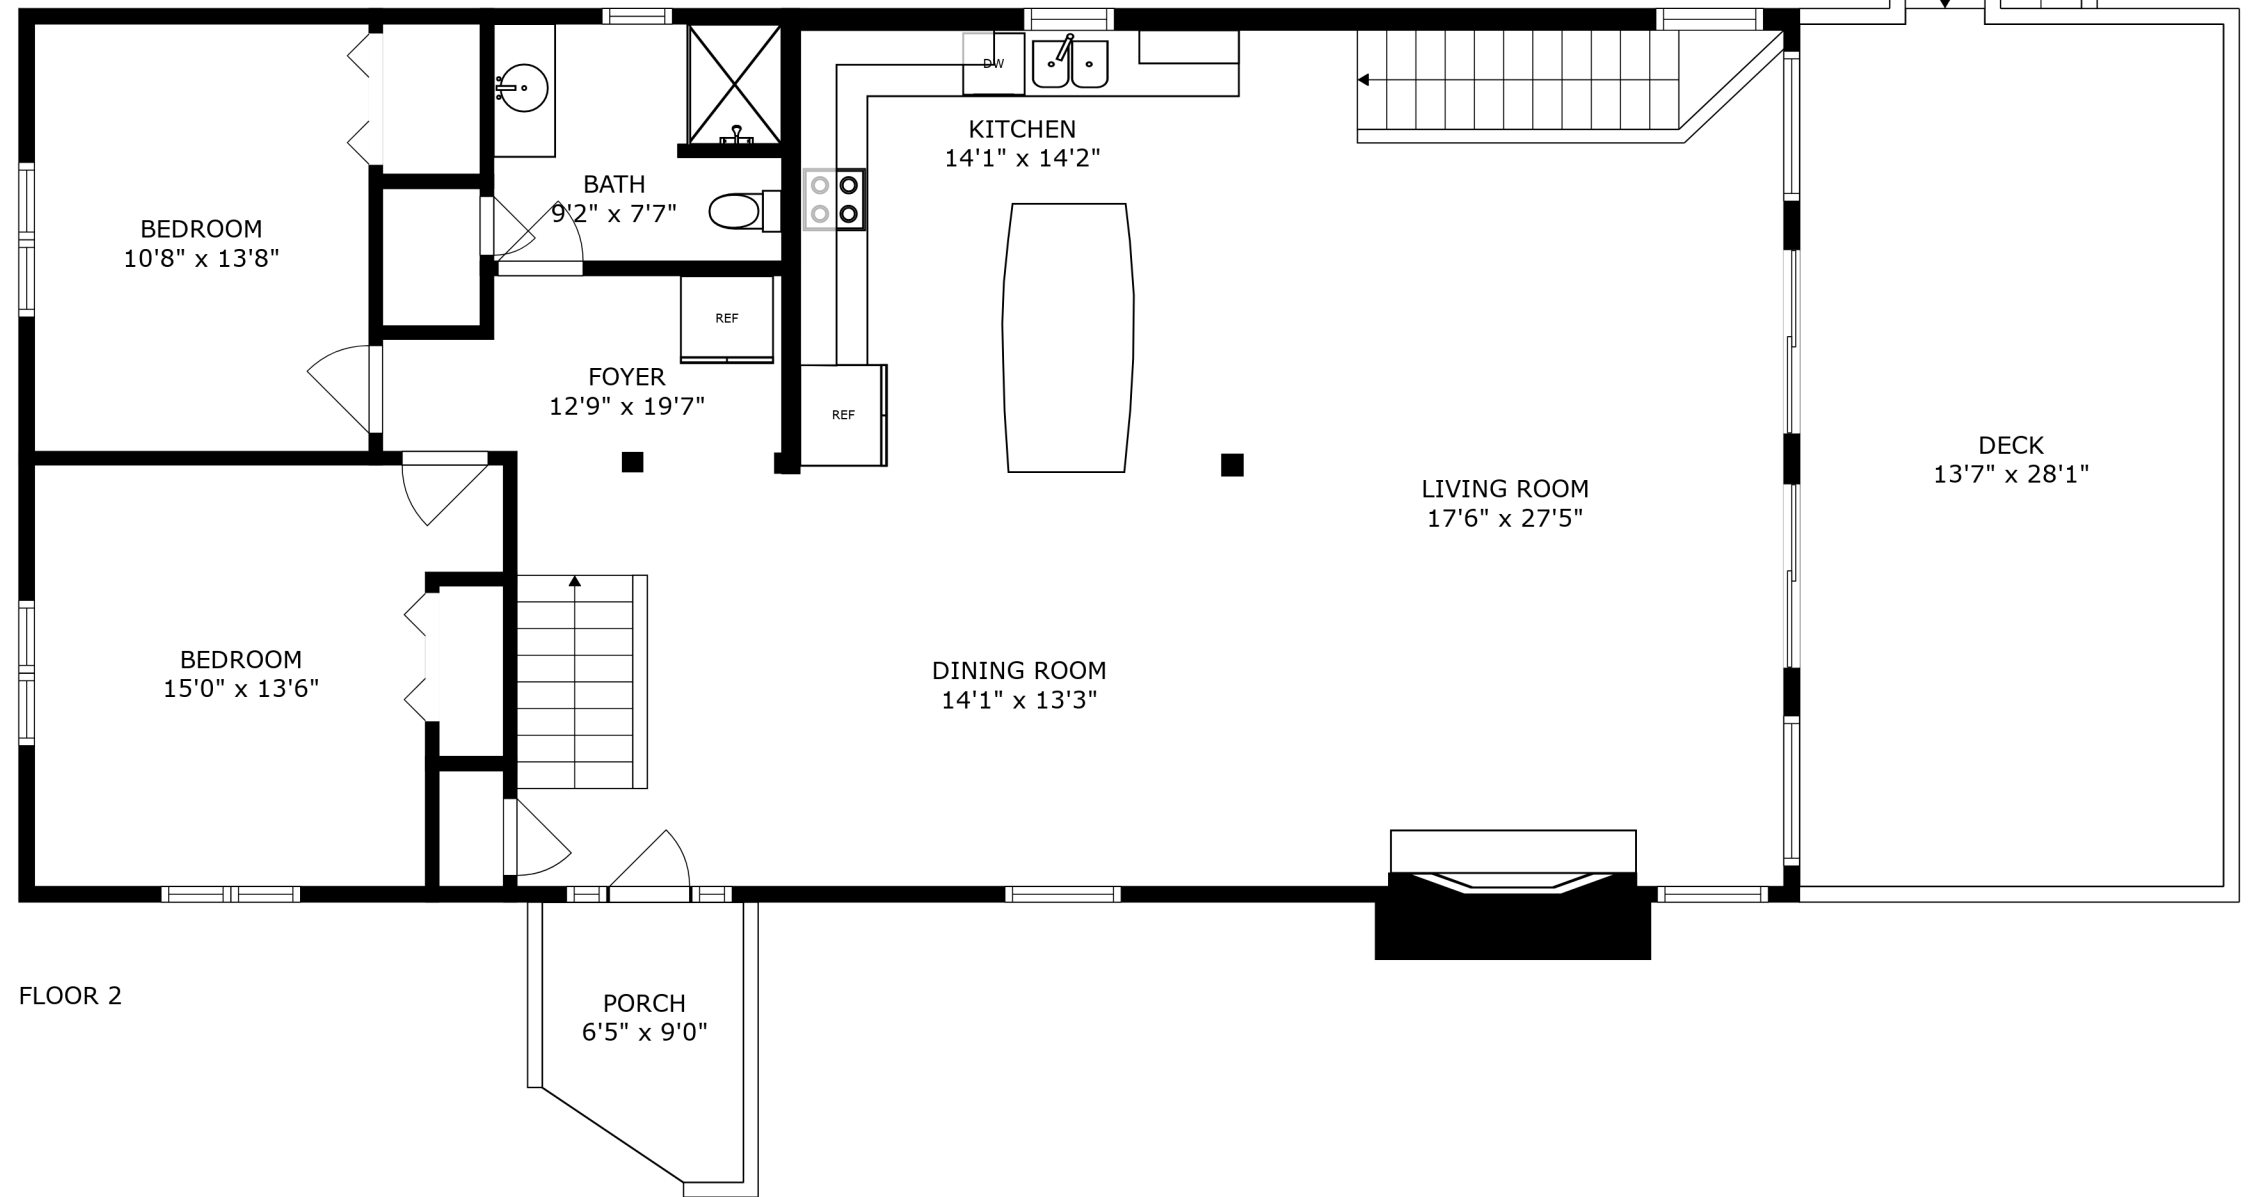 DW
KITCHEN
14'1" x 14'2"
BATH
9'2" x 7'7"
BEDROOM
10'8" x 13'8"
REF
FOYER
12'9" x 19'7"
REF
DECK
13'7" x 28'1"
LIVING ROOM
17'6" x 27'5"
BEDROOM
15'0" x 13'6"
DINING ROOM
14'1" x 13'3"
FLOOR 2
PORCH
6'5" x 9'0"